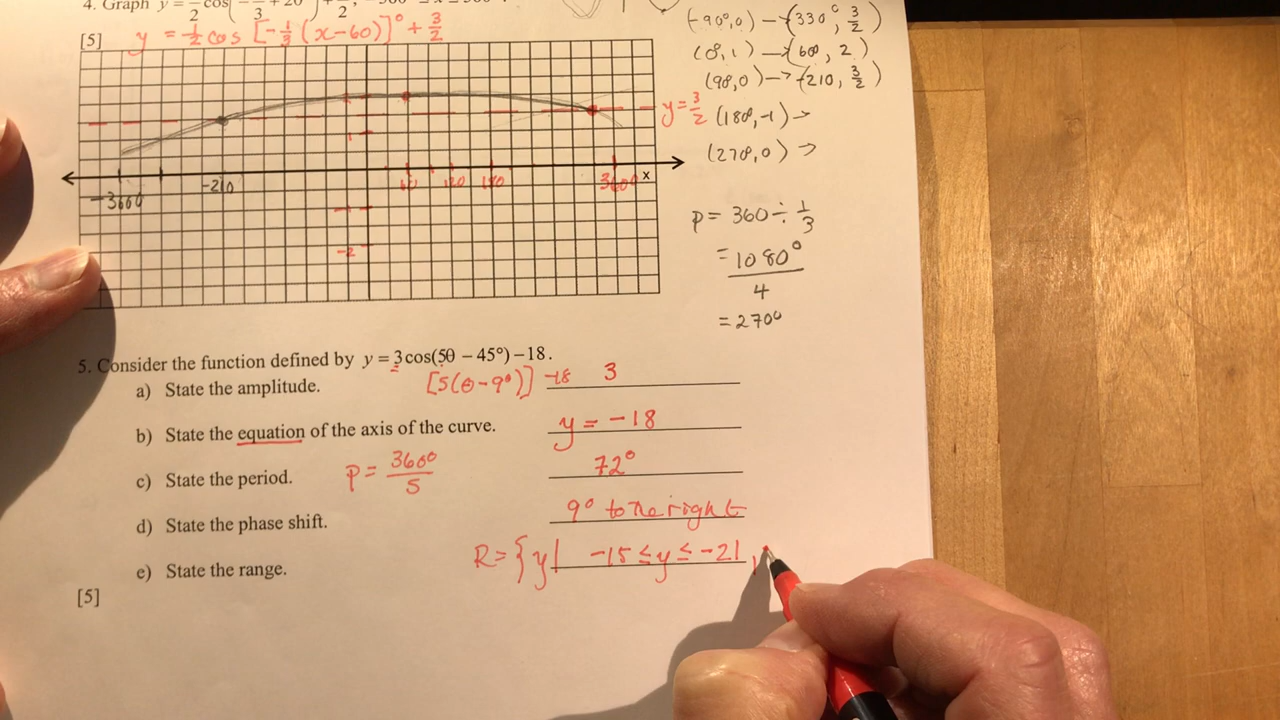 4. Graph y = 1/2 cos(
[5] y = 1/2 cos [-1/3 (x-60)]° + 3/2
(-90°,0) → (330°, 3/2)
(0°,1) → (60°, 2)
(90,0) → (-210, 3/2)
y = 3/2 (180°,-1) →
(270°,0) →
1
x
-360° -210 120 180 360°
-2
P = 360 ÷ 1/3
= 1080°
4
= 270°
5. Consider the function defined by y = 3cos(5θ − 45°) − 18.
[5(θ-9°)] -18
a) State the amplitude. 3
b) State the equation of the axis of the curve. y = -18
c) State the period. P = 360°/5 72°
d) State the phase shift. 9° to the right
e) State the range. R = {y| -15 ≤ y ≤ -21,
[5]